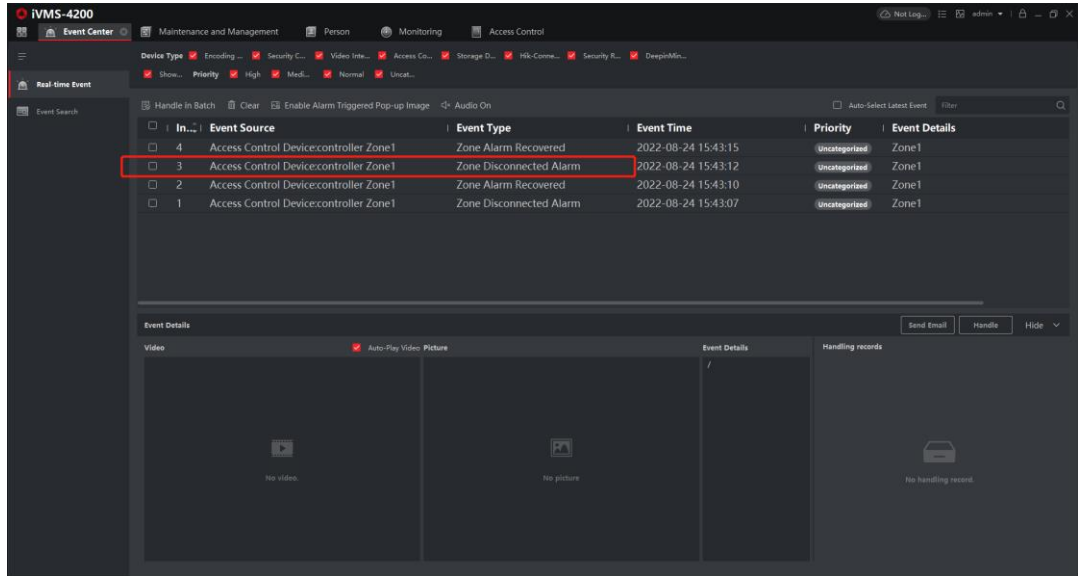 iVMS-4200 Not Log... admin
Event Center Maintenance and Management Person Monitoring Access Control
Device Type Encoding ... Security C... Video Inte... Access Co... Storage D... Hik-Conne... Security R... DeepinMin...
Show... Priority High Medi... Normal Uncat...
Real-time Event
Event Search
Handle in Batch Clear Enable Alarm Triggered Pop-up Image Audio On Auto-Select Latest Event Filter
In... Event Source Event Type Event Time Priority Event Details
4 Access Control Device:controller Zone1 Zone Alarm Recovered 2022-08-24 15:43:15 Uncategorized Zone1
3 Access Control Device:controller Zone1 Zone Disconnected Alarm 2022-08-24 15:43:12 Uncategorized Zone1
2 Access Control Device:controller Zone1 Zone Alarm Recovered 2022-08-24 15:43:10 Uncategorized Zone1
1 Access Control Device:controller Zone1 Zone Disconnected Alarm 2022-08-24 15:43:07 Uncategorized Zone1
Event Details Send Email Handle Hide
Video Auto-Play Video Picture Event Details Handling records
/
No video. No picture No handling record.